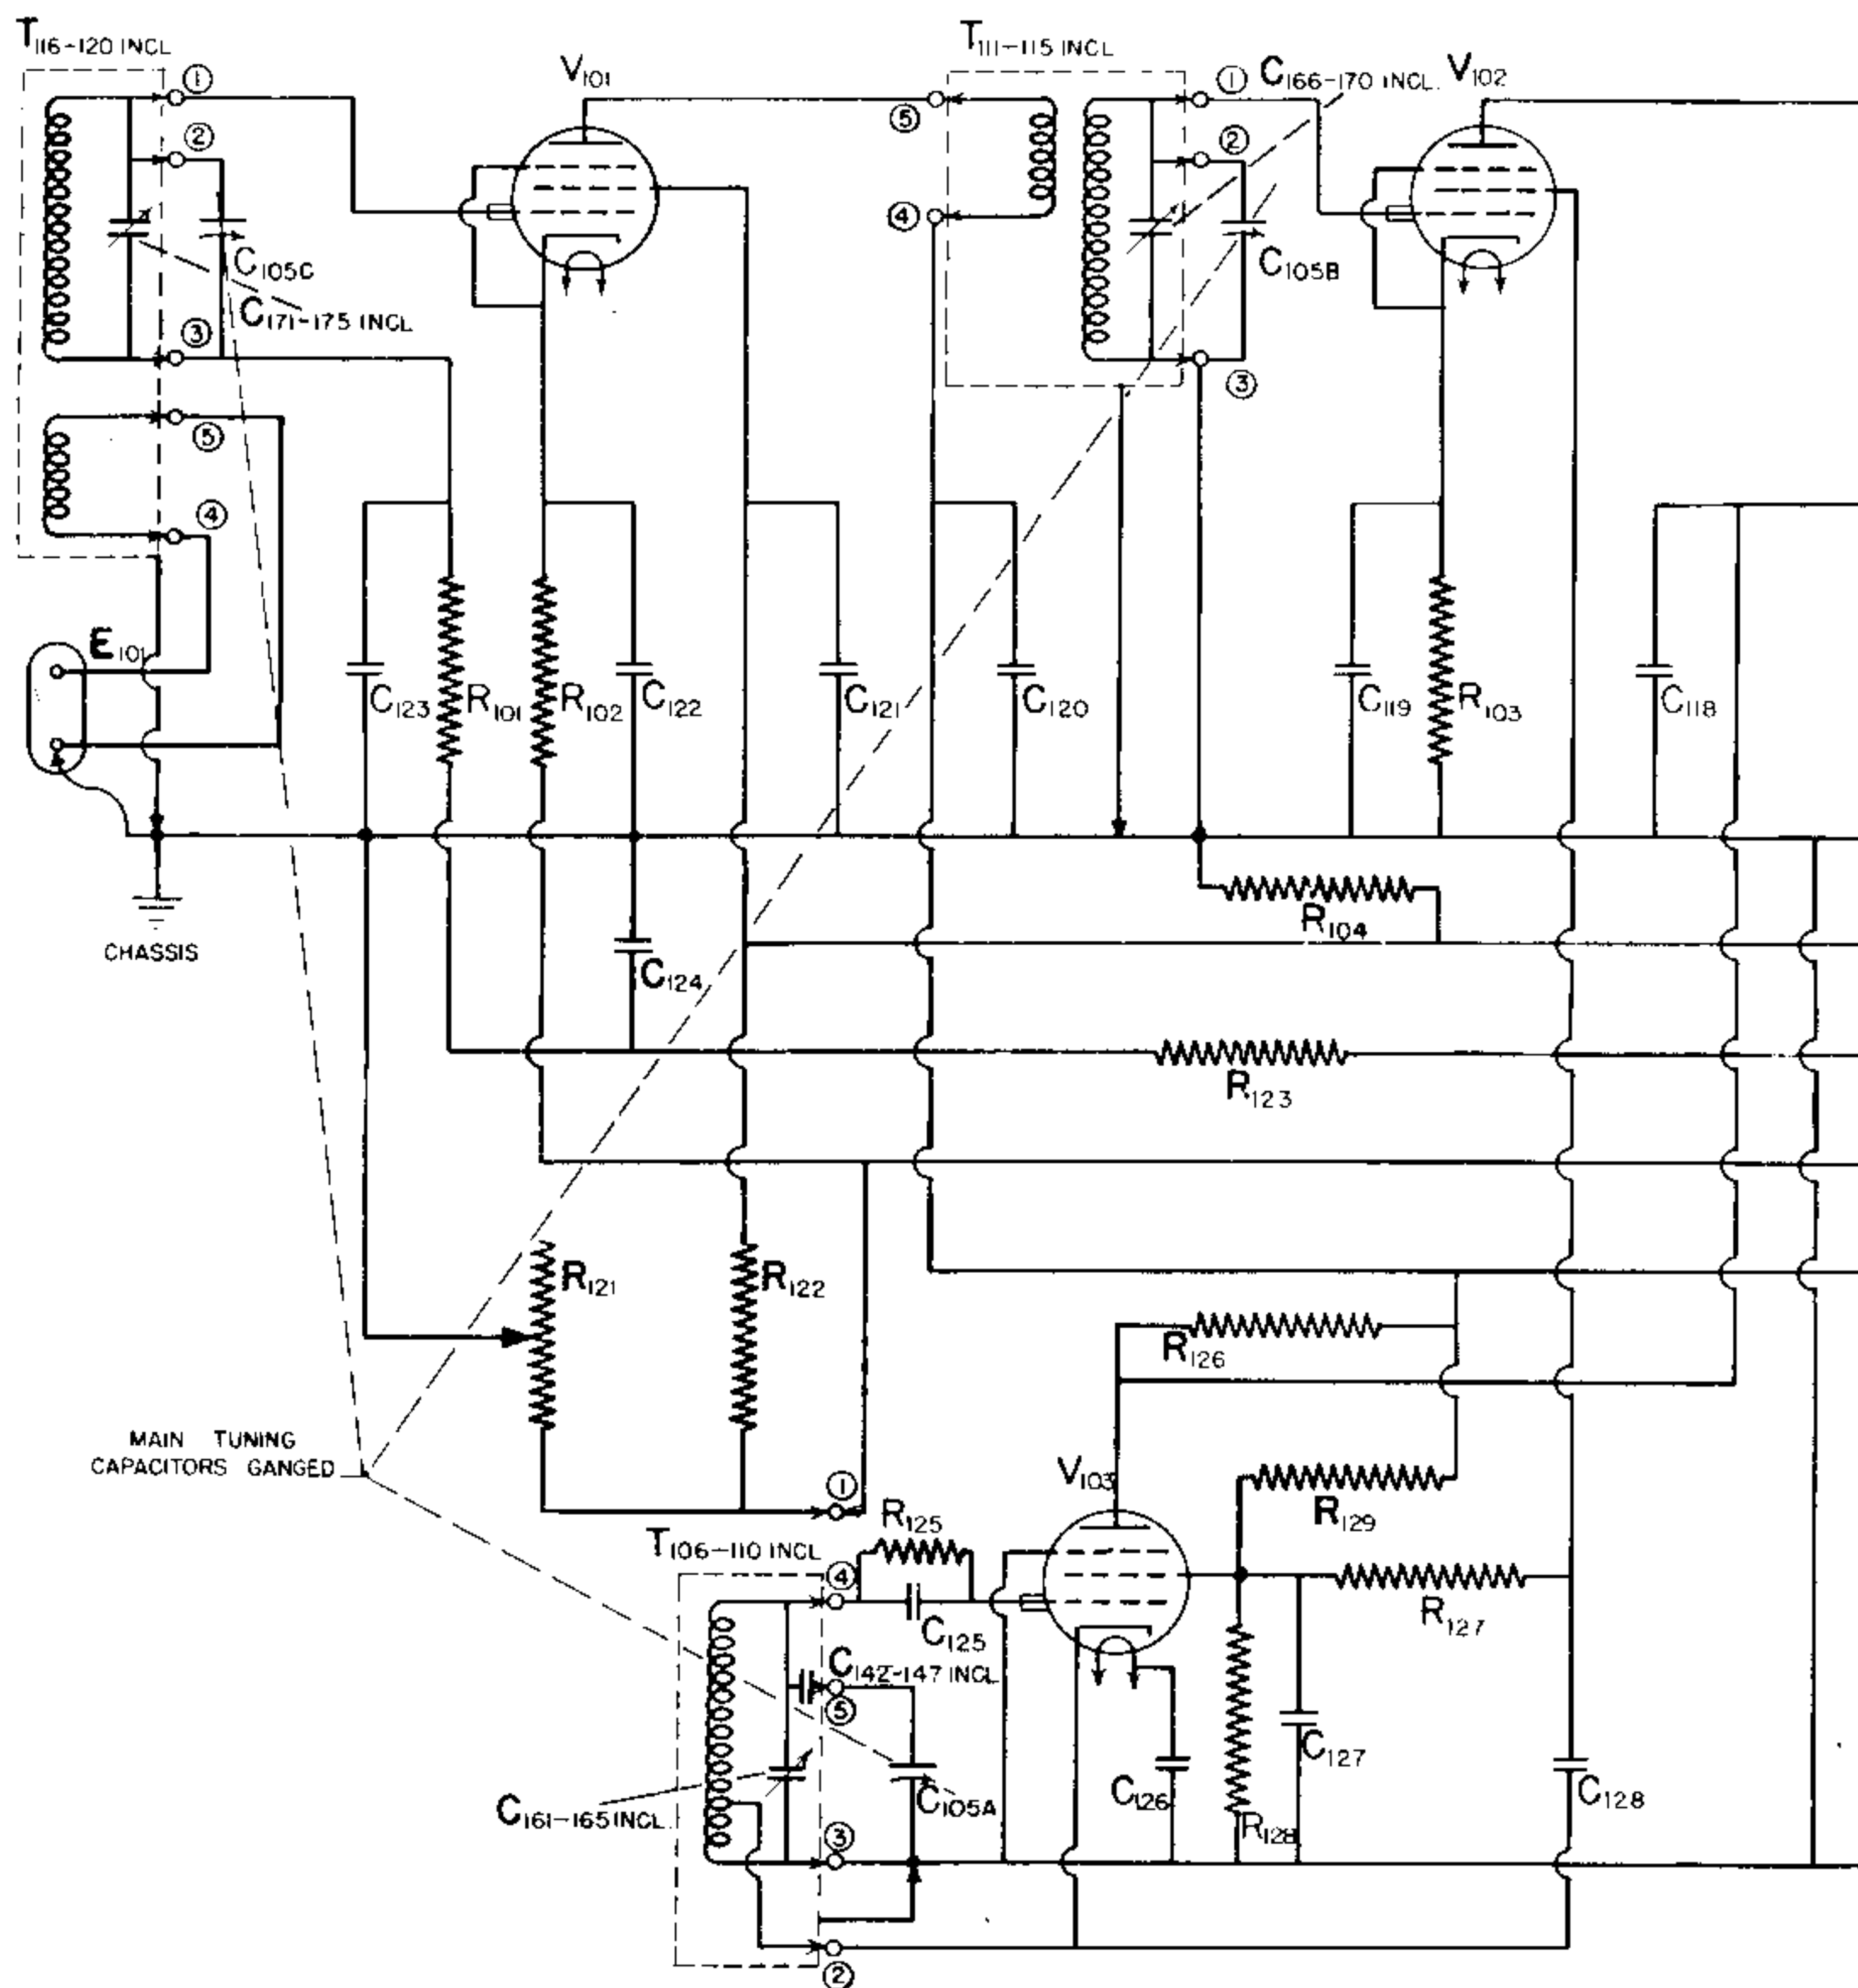 T116-120 INCL
V101
T111-115 INCL
C166-170 INCL.
V102
①
②
③
⑤
④
C105C
C171-175 INCL
⑤
④
①
②
③
C105B
E101
C123
R101
R102
C122
C121
C120
C119
R103
C118
CHASSIS
R104
C124
R123
R121
R122
R126
MAIN TUNING
CAPACITORS GANGED
①
V103
R129
R125
T106-110 INCL
④
C125
R127
C142-147 INCL
⑤
C127
C161-165 INCL.
C105A
C126
C128
R128
③
②